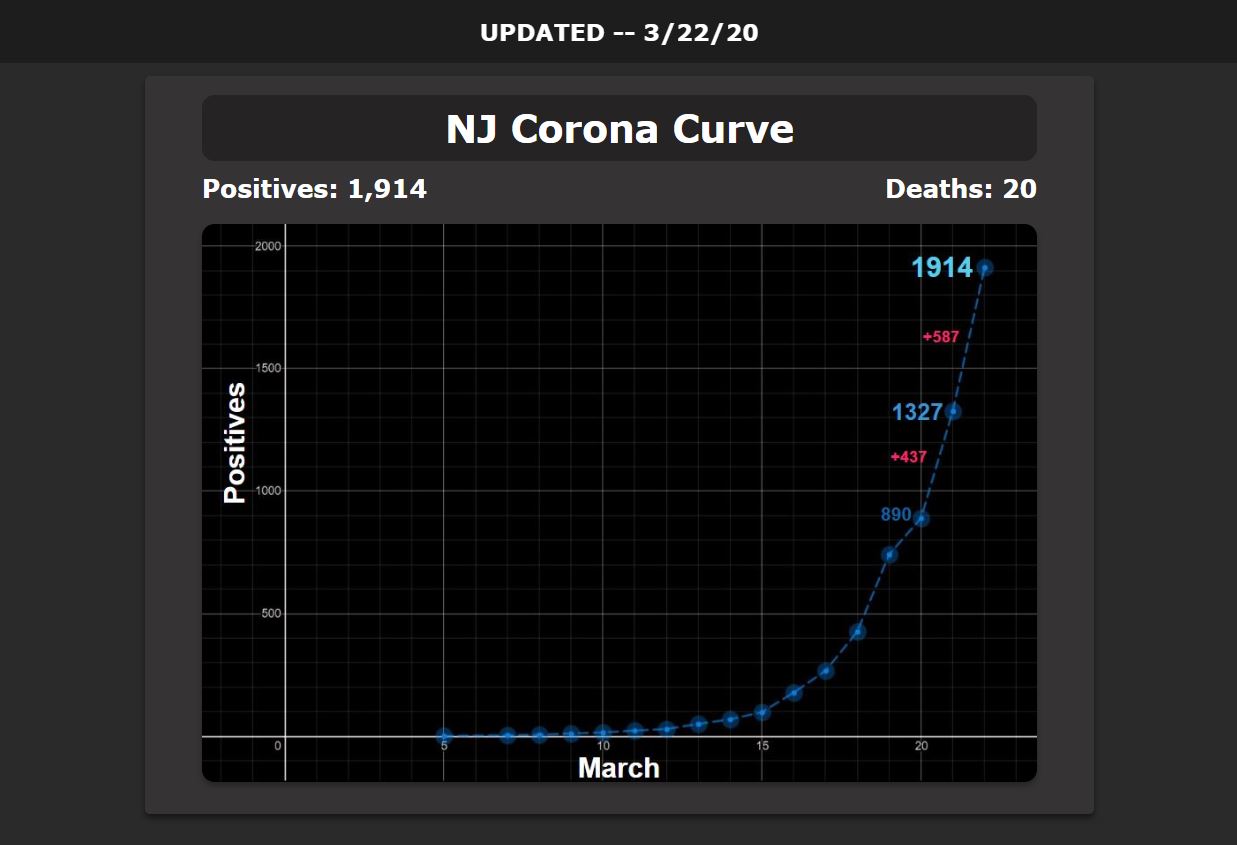 UPDATED -- 3/22/20
NJ Corona Curve
Positives: 1,914 Deaths: 20
2000
1914
+587
1500
1327
+437
Positives
1000
890
500
0 5 10 15 20
March